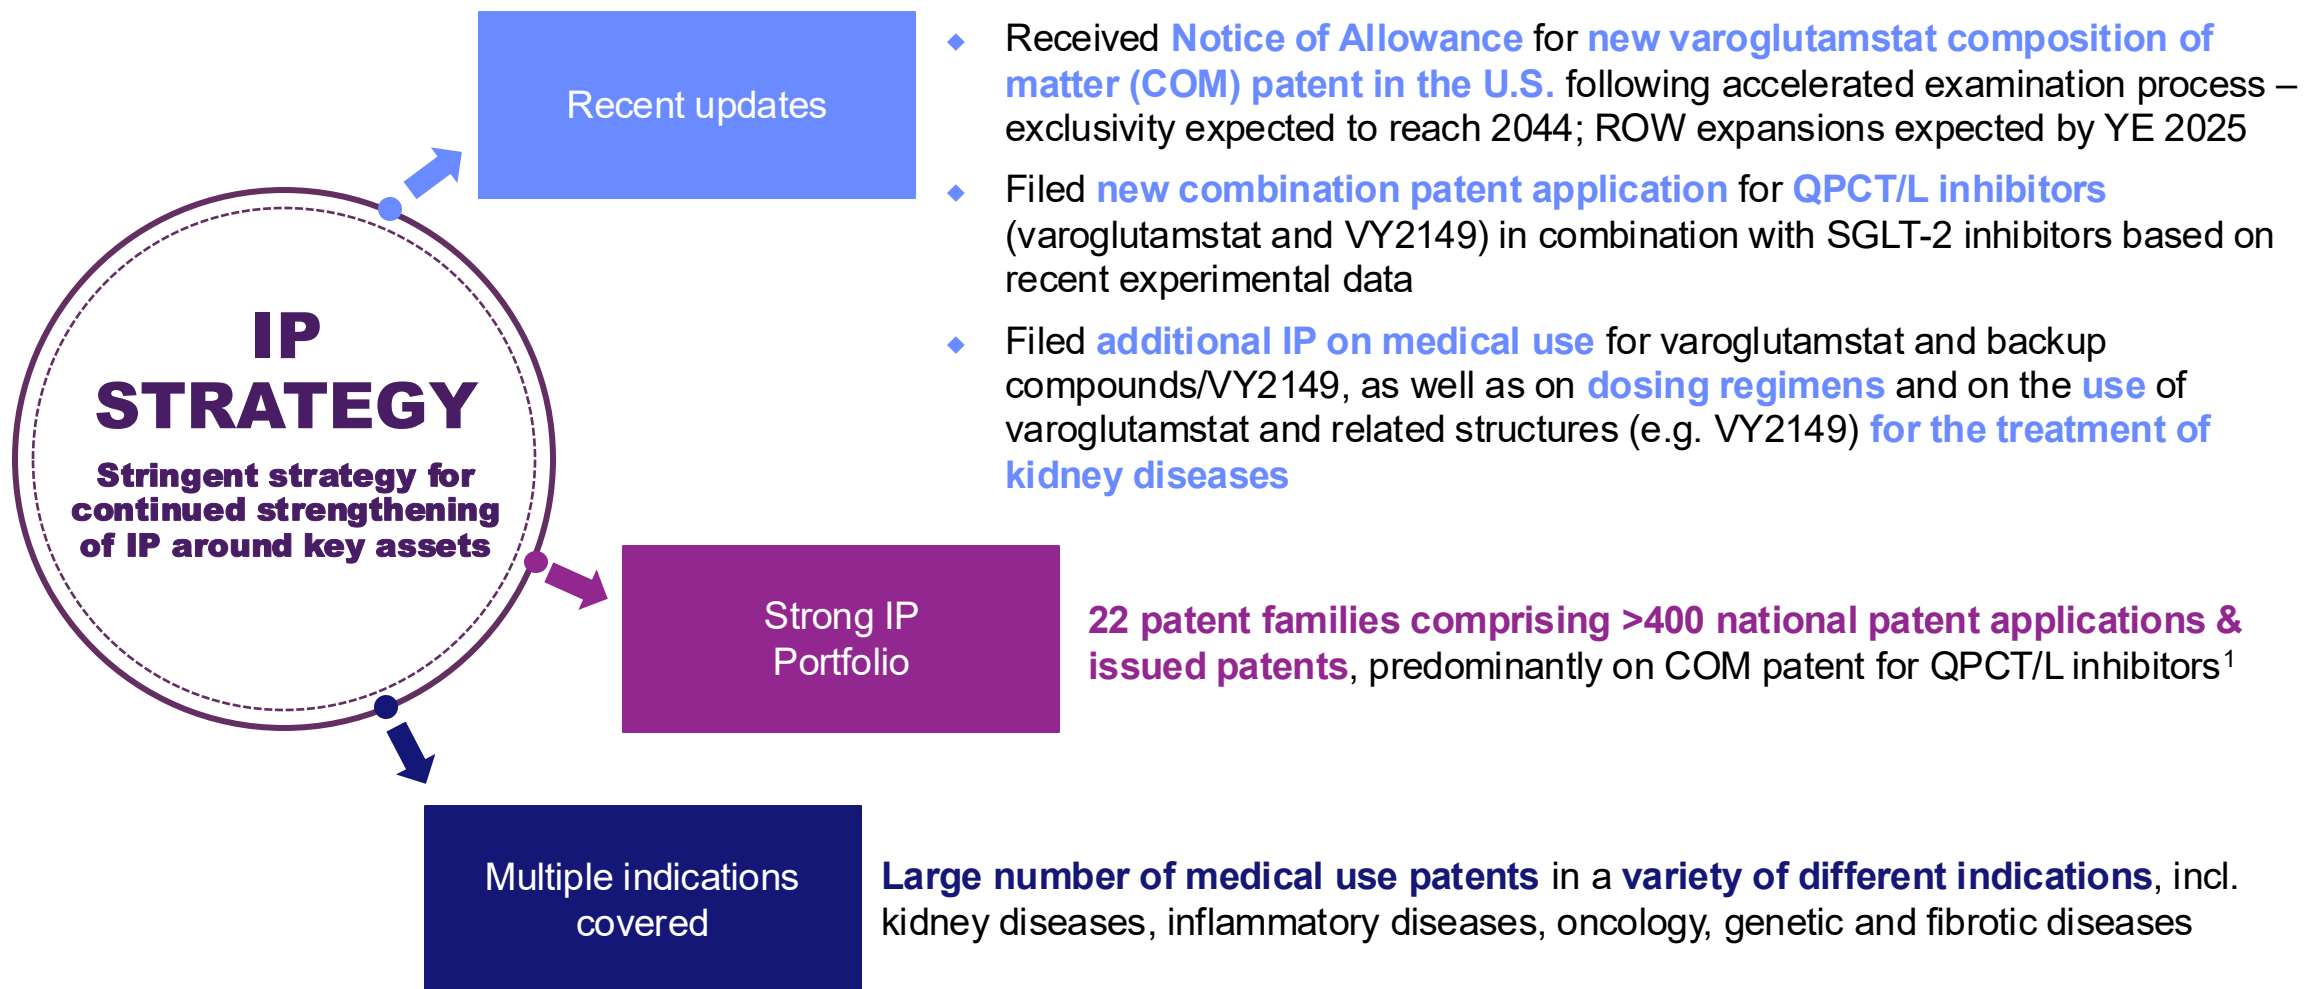 Recent updates
◆ Received Notice of Allowance for new varoglutamstat composition of
matter (COM) patent in the U.S. following accelerated examination process –
exclusivity expected to reach 2044; ROW expansions expected by YE 2025
◆ Filed new combination patent application for QPCT/L inhibitors
(varoglutamstat and VY2149) in combination with SGLT-2 inhibitors based on
recent experimental data
◆ Filed additional IP on medical use for varoglutamstat and backup
compounds/VY2149, as well as on dosing regimens and on the use of
varoglutamstat and related structures (e.g. VY2149) for the treatment of
kidney diseases
IP
STRATEGY
Stringent strategy for
continued strengthening
of IP around key assets
Strong IP
Portfolio
22 patent families comprising >400 national patent applications &
issued patents, predominantly on COM patent for QPCT/L inhibitors¹
Multiple indications
covered
Large number of medical use patents in a variety of different indications, incl.
kidney diseases, inflammatory diseases, oncology, genetic and fibrotic diseases